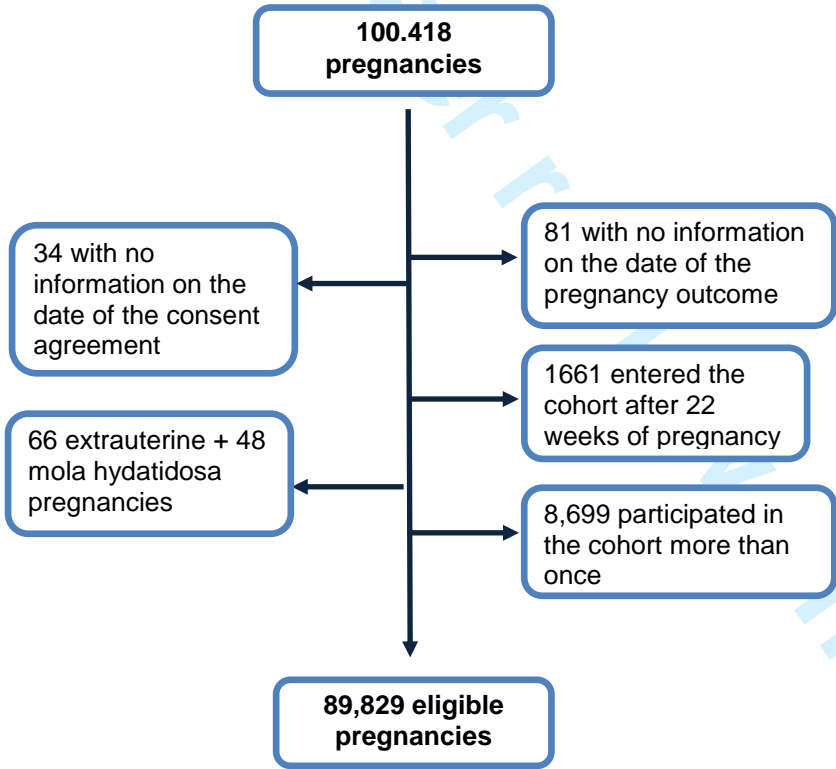 100.418
pregnancies
81 with no information
on the date of the
pregnancy outcome
34 with no
information on the
date of the consent
agreement
1661 entered the
cohort after 22
weeks of pregnancy
66 extrauterine + 48
mola hydatidosa
pregnancies
8,699 participated in
the cohort more than
once
89,829 eligible
pregnancies